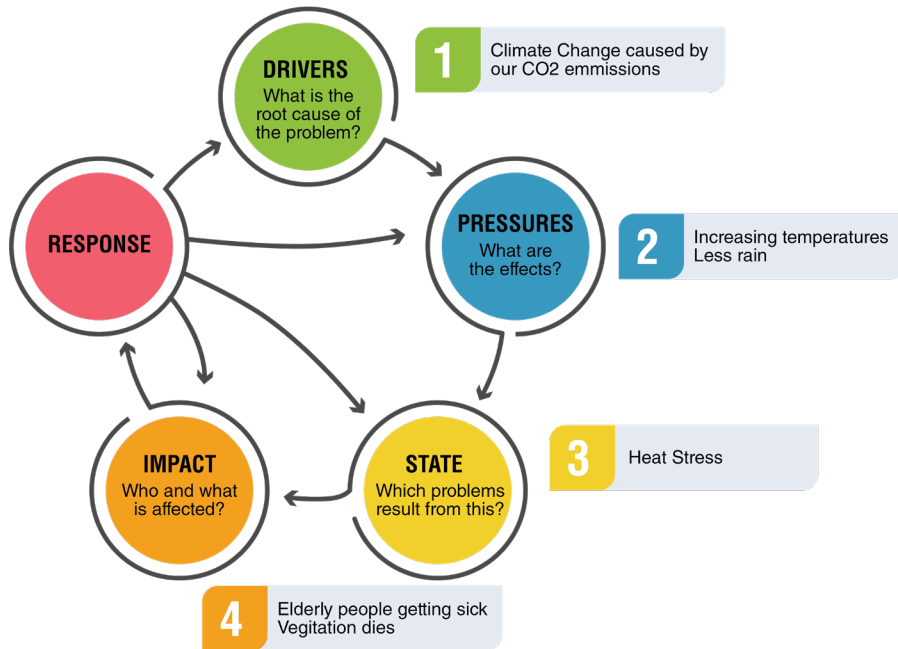 DRIVERS
What is the
root cause of
the problem?
1
Climate Change caused by
our CO2 emmissions
RESPONSE
PRESSURES
What are
the effects?
2
Increasing temperatures
Less rain
IMPACT
Who and what
is affected?
STATE
Which problems
result from this?
3
Heat Stress
4
Elderly people getting sick
Vegitation dies